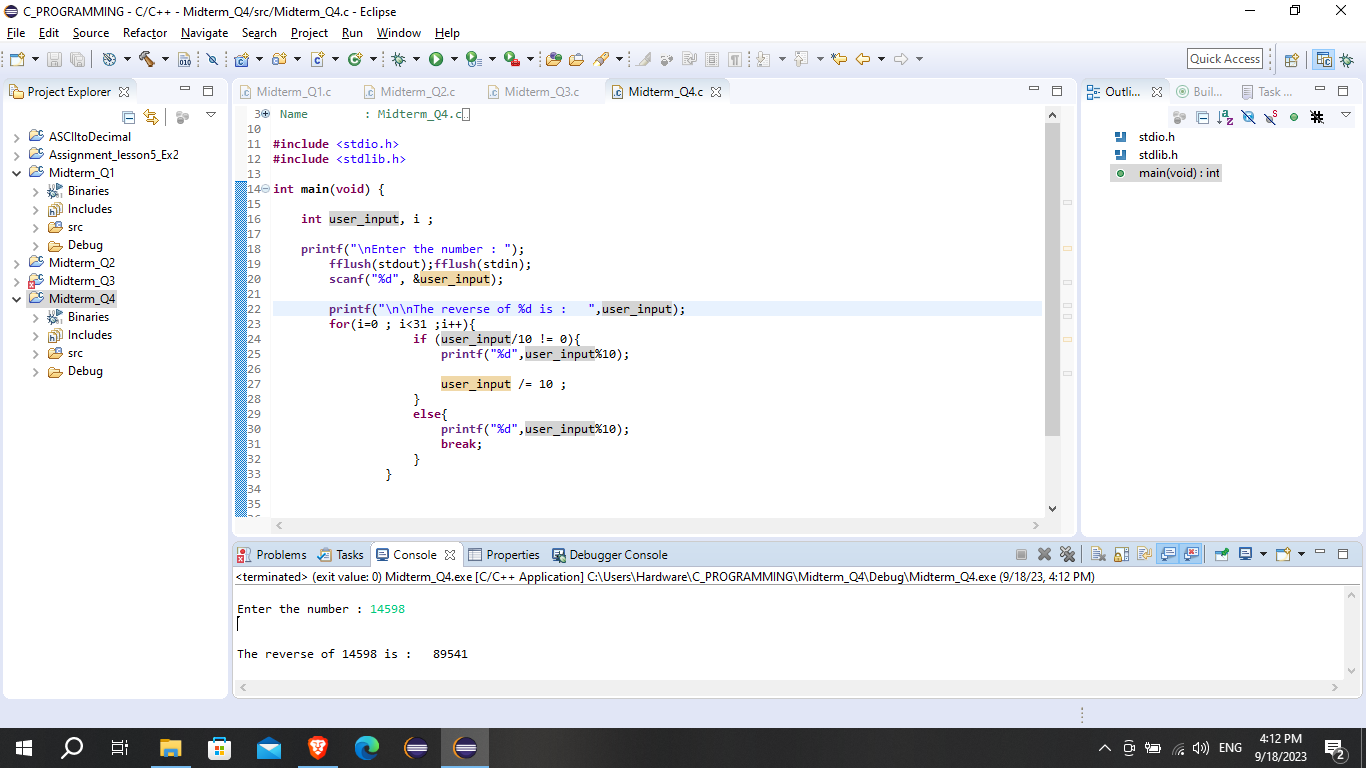 C_PROGRAMMING - C/C++ - Midterm_Q4/src/Midterm_Q4.c - Eclipse
File Edit Source Refactor Navigate Search Project Run Window Help
Quick Access
Project Explorer
ASCIItoDecimal
Assignment_lesson5_Ex2
Midterm_Q1
Binaries
Includes
src
Debug
Midterm_Q2
Midterm_Q3
Midterm_Q4
Binaries
Includes
src
Debug
Midterm_Q1.c Midterm_Q2.c Midterm_Q3.c Midterm_Q4.c
3 Name : Midterm_Q4.c
10
11 #include <stdio.h>
12 #include <stdlib.h>
13
14 int main(void) {
15
16 int user_input, i ;
17
18 printf("\nEnter the number : ");
19 fflush(stdout);fflush(stdin);
20 scanf("%d", &user_input);
21
22 printf("\n\nThe reverse of %d is :   ",user_input);
23 for(i=0 ; i<31 ;i++){
24 if (user_input/10 != 0){
25 printf("%d",user_input%10);
26
27 user_input /= 10 ;
28 }
29 else{
30 printf("%d",user_input%10);
31 break;
32 }
33 }
34
35
Outli... Buil... Task ...
stdio.h
stdlib.h
main(void) : int
Problems Tasks Console Properties Debugger Console
<terminated> (exit value: 0) Midterm_Q4.exe [C/C++ Application] C:\Users\Hardware\C_PROGRAMMING\Midterm_Q4\Debug\Midterm_Q4.exe (9/18/23, 4:12 PM)
Enter the number : 14598
The reverse of 14598 is :   89541
ENG
4:12 PM
9/18/2023
2